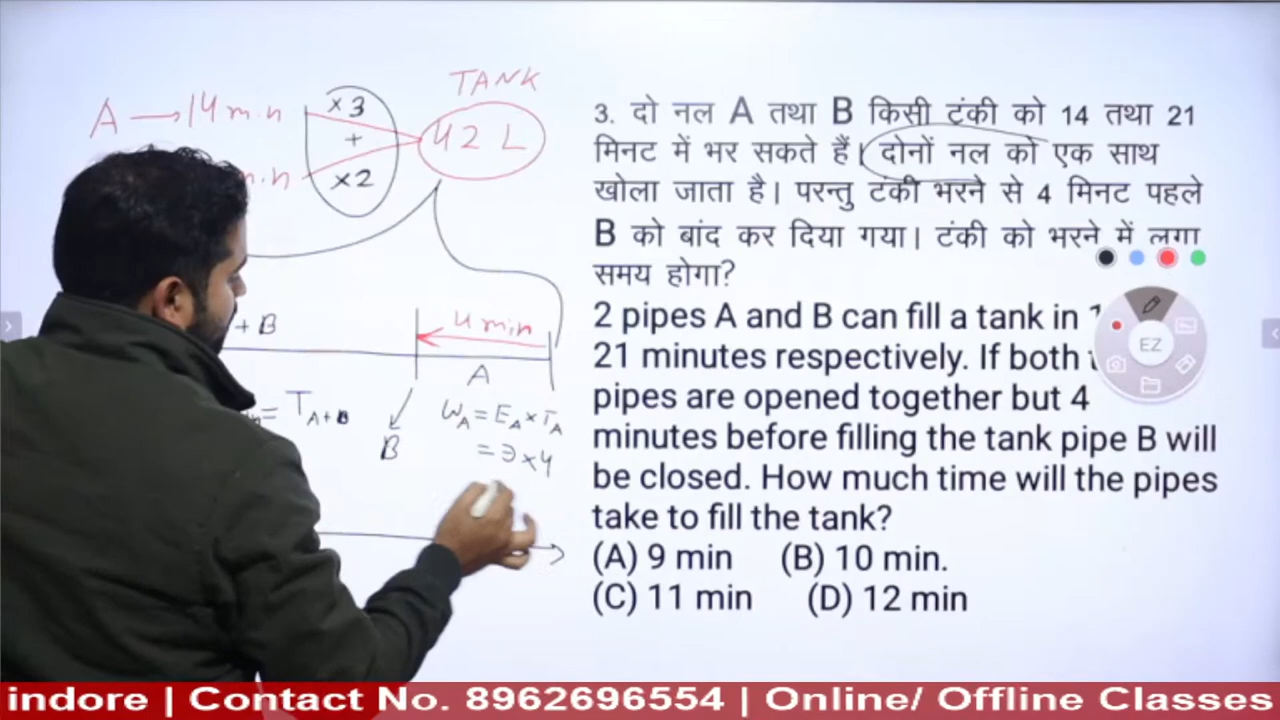 TANK
A → 14 min ×3 42 L
+
min ×2
+ B 4 min
A
= T A+B B W A = E A × T A
= 3 × 4
3. दो नल A तथा B किसी टंकी को 14 तथा 21
मिनट में भर सकते हैं। दोनों नल को एक साथ
खोला जाता है। परन्तु टंकी भरने से 4 मिनट पहले
B को बांद कर दिया गया। टंकी को भरने में लगा
समय होगा?
2 pipes A and B can fill a tank in
21 minutes respectively. If both
pipes are opened together but 4
minutes before filling the tank pipe B will
be closed. How much time will the pipes
take to fill the tank?
(A) 9 min (B) 10 min.
(C) 11 min (D) 12 min
EZ
indore | Contact No. 8962696554 | Online/ Offline Classes